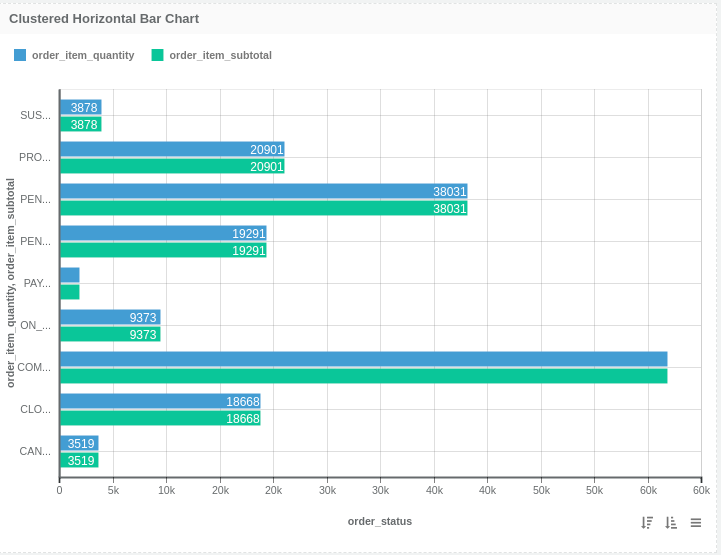 Clustered Horizontal Bar Chart
order_item_quantity
order_item_subtotal
order_item_quantity, order_item_subtotal
SUS...
3878
3878
PRO...
20901
20901
PEN...
38031
38031
PEN...
19291
19291
PAY...
ON_...
9373
9373
COM...
CLO...
18668
18668
CAN...
3519
3519
0 5k 10k 10k 20k 30k 30k 40k 40k 50k 50k 60k 60k
order_status